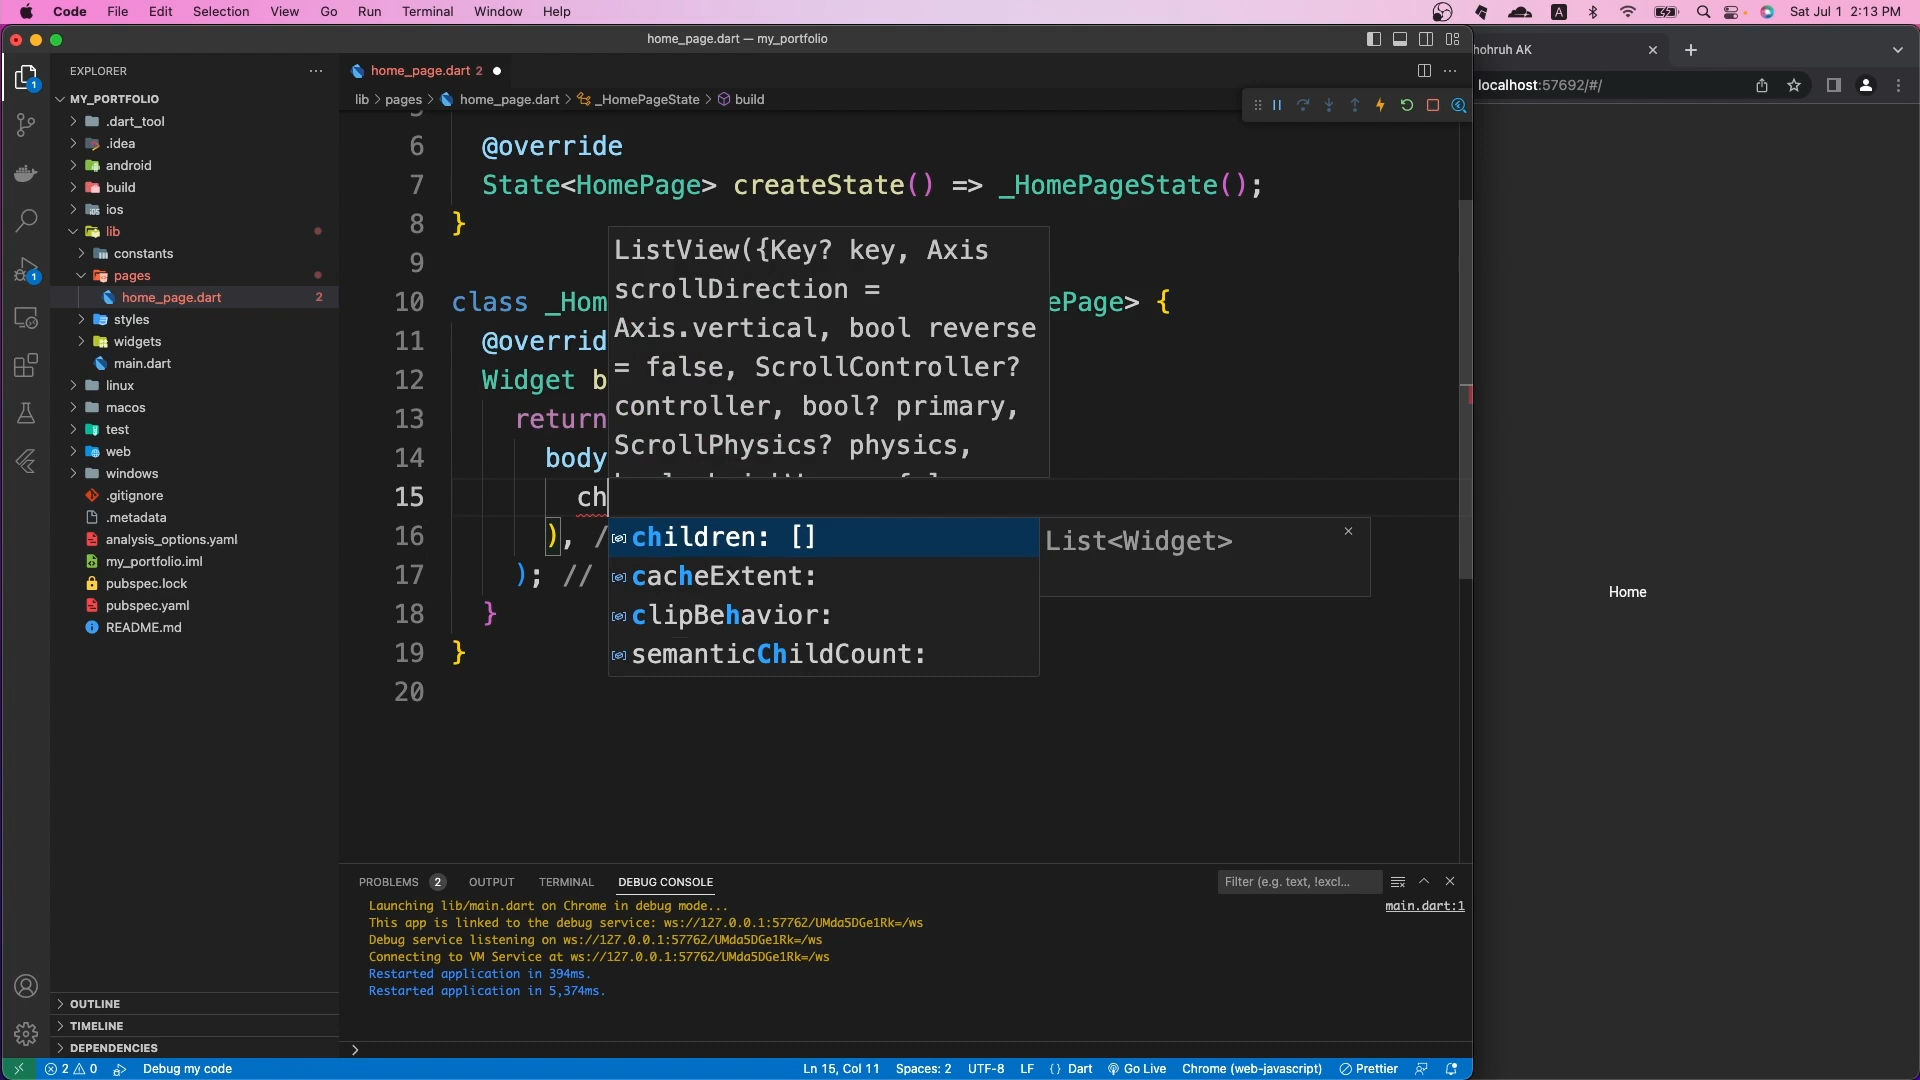 Code File Edit Selection View Go Run Terminal Window Help
A Sat Jul 1 2:13 PM
home_page.dart — my_portfolio
EXPLORER
MY_PORTFOLIO
.dart_tool
.idea
android
build
ios
lib
constants
pages
home_page.dart 2
styles
widgets
main.dart
linux
macos
test
web
windows
.gitignore
.metadata
analysis_options.yaml
my_portfolio.iml
pubspec.lock
pubspec.yaml
README.md
OUTLINE
TIMELINE
DEPENDENCIES
1
1
home_page.dart 2
lib > pages > home_page.dart > _HomePageState > build
6 @override
7 State<HomePage> createState() => _HomePageState();
8 }
9
10 class _Hom ePage> {
11 @overrid
12 Widget b
13 return
14 body
15 ch
16 ), /
17 ); //
18 }
19 }
20
ListView({Key? key, Axis
scrollDirection =
Axis.vertical, bool reverse
= false, ScrollController?
controller, bool? primary,
ScrollPhysics? physics,
children: []
cacheExtent:
clipBehavior:
semanticChildCount:
List<Widget>
PROBLEMS 2 OUTPUT TERMINAL DEBUG CONSOLE
Filter (e.g. text, !excl...
Launching lib/main.dart on Chrome in debug mode...
main.dart:1
This app is linked to the debug service: ws://127.0.0.1:57762/UMda5DGe1Rk=/ws
Debug service listening on ws://127.0.0.1:57762/UMda5DGe1Rk=/ws
Connecting to VM Service at ws://127.0.0.1:57762/UMda5DGe1Rk=/ws
Restarted application in 394ms.
Restarted application in 5,374ms.
2 0 Debug my code
Ln 15, Col 11 Spaces: 2 UTF-8 LF {} Dart Go Live Chrome (web-javascript) Prettier
hohruh AK
localhost:57692/#/
Home